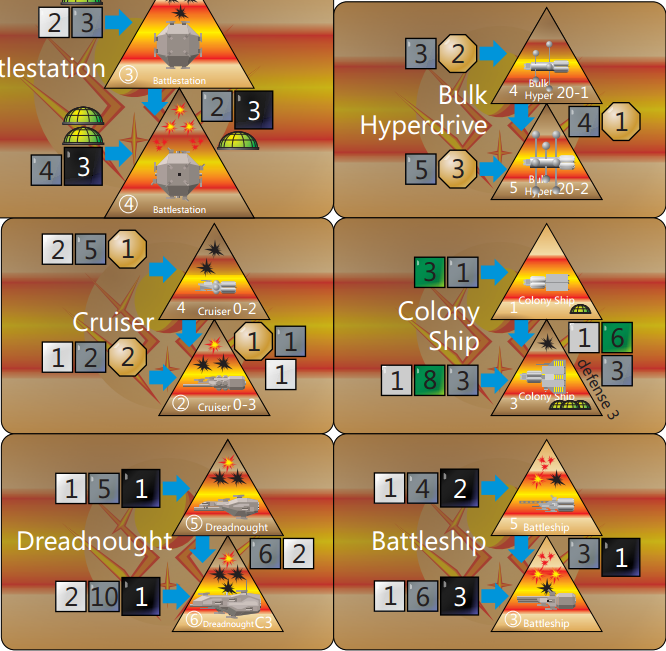 2 3
③
Battlestation
tlestation
2 3
4 3
④
Battlestation
3 2
Bulk
4 Hyper 20-1
Bulk
Hyperdrive
4 1
5 3
Bulk
5 Hyper 20-2
2 5 1
4 Cruiser 0-2
Cruiser
1 1
1
1 2 2
② Cruiser 0-3
3 1
Colony Ship
1
Colony
Ship
1 6
3
1 8 3
Colony Ship
3
defense 3
1 5 1
⑤ Dreadnought
Dreadnought
6 2
2 10 1
⑥ Dreadnought C3
1 4 2
5 Battleship
Battleship
3 1
1 6 3
③ Battleship